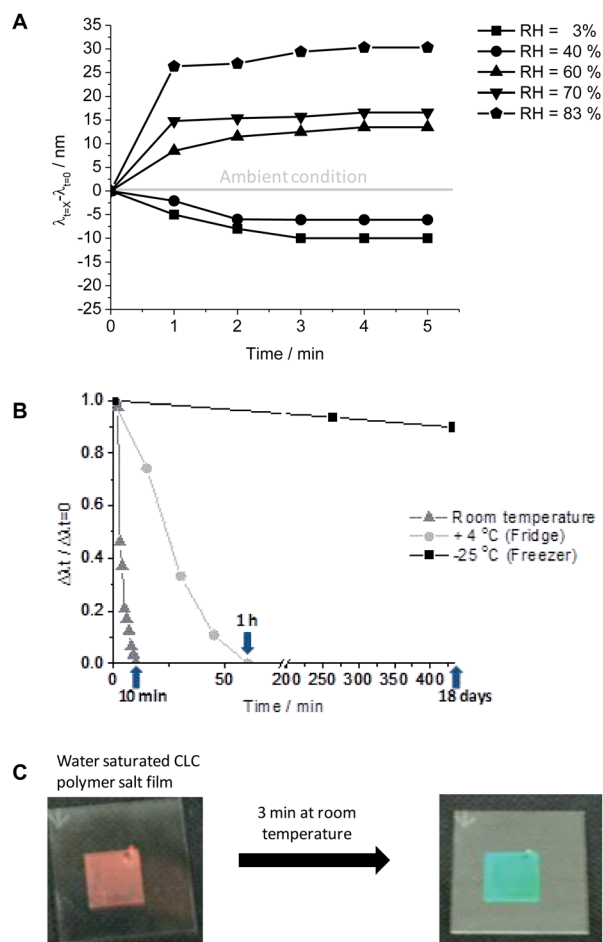 A
35
30
25
20
15
10
5
0
-5
-10
-15
-20
-25
λt=X-λt=0 / nm
Ambient condition
0 1 2 3 4 5
Time / min
RH = 3%
RH = 40 %
RH = 60 %
RH = 70 %
RH = 83 %
B
1.0
0.8
0.6
0.4
0.2
0.0
Δλt / Δλt=0
Room temperature
+ 4 °C (Fridge)
-25 °C (Freezer)
1 h
0 50 200 250 300 350 400
10 min
18 days
Time / min
C
Water saturated CLC
polymer salt film
3 min at room
temperature